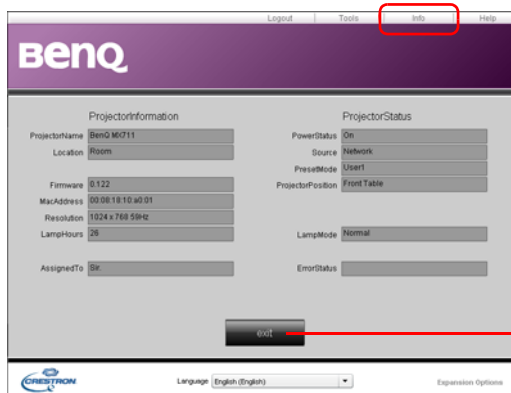 Logout Tools Info Help
BenQ
ProjectorInformation
ProjectorName BenQ MX711
Location Room
Firmware 0.122
MacAddress 00:08:18:10:a0:01
Resolution 1024 x 768 59Hz
LampHours 26
AssignedTo Sir.
ProjectorStatus
PowerStatus On
Source Network
PresetMode User1
ProjectorPosition Front Table
LampMode Normal
ErrorStatus
exit
CRESTRON
Language English (English)
Expansion Options